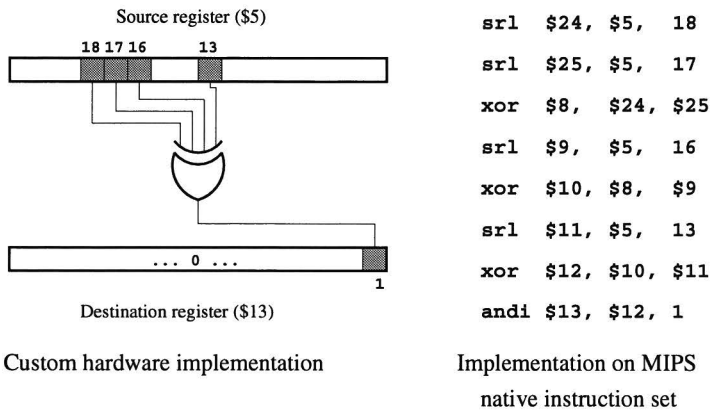 Source register ($5)
18 17 16 13
... 0 ...
1
Destination register ($13)
Custom hardware implementation
srl $24, $5, 18
srl $25, $5, 17
xor $8, $24, $25
srl $9, $5, 16
xor $10, $8, $9
srl $11, $5, 13
xor $12, $10, $11
andi $13, $12, 1
Implementation on MIPS
native instruction set